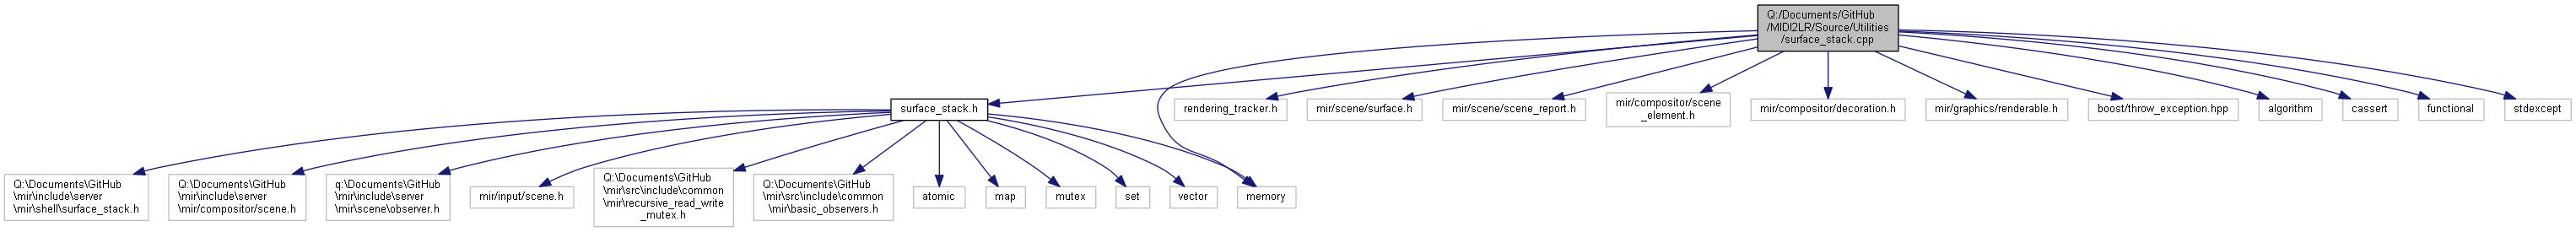 Q:/Documents/GitHub
/MIDI2LR/Source/Utilities
/surface_stack.cpp
surface_stack.h
rendering_tracker.h
mir/scene/surface.h
mir/scene/scene_report.h
mir/compositor/scene
_element.h
mir/compositor/decoration.h
mir/graphics/renderable.h
boost/throw_exception.hpp
algorithm
cassert
functional
stdexcept
Q:\Documents\GitHub
\mir\include\server
\mir\shell\surface_stack.h
Q:\Documents\GitHub
\mir\include\server
\mir/compositor/scene.h
q:\Documents\GitHub
\mir\include\server
\mir\scene\observer.h
mir/input/scene.h
Q:\Documents\GitHub
\mir\src\include\common
\mir\recursive_read_write
_mutex.h
Q:\Documents\GitHub
\mir\src\include\common
\mir\basic_observers.h
atomic
map
mutex
set
vector
memory